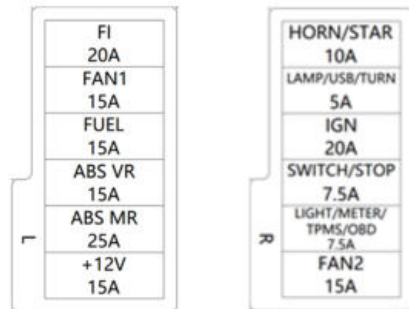 FI
20A
FAN1
15A
FUEL
15A
ABS VR
15A
ABS MR
25A
+12V
15A
L
HORN/STAR
10A
LAMP/USB/TURN
5A
IGN
20A
SWITCH/STOP
7.5A
LIGHT/METER/
TPMS/OBD
7.5A
FAN2
15A
R